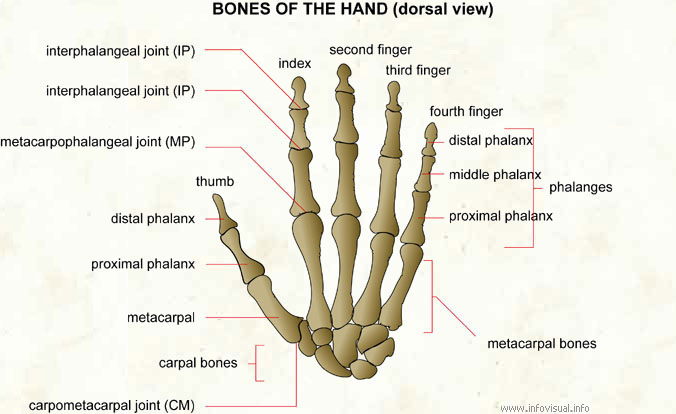 BONES OF THE HAND (dorsal view)
interphalangeal joint (IP)
interphalangeal joint (IP)
metacarpophalangeal joint (MP)
thumb
distal phalanx
proximal phalanx
metacarpal
carpal bones
carpometacarpal joint (CM)
index
second finger
third finger
fourth finger
distal phalanx
middle phalanx
proximal phalanx
phalanges
metacarpal bones
www.infovisual.info